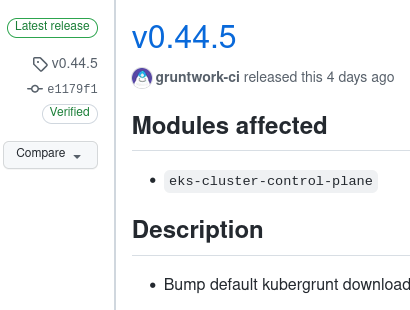 Latest release
v0.44.5
e1179f1
Verified
Compare
v0.44.5
gruntwork-ci released this 4 days ago
Modules affected
eks-cluster-control-plane
Description
Bump default kubergrunt download